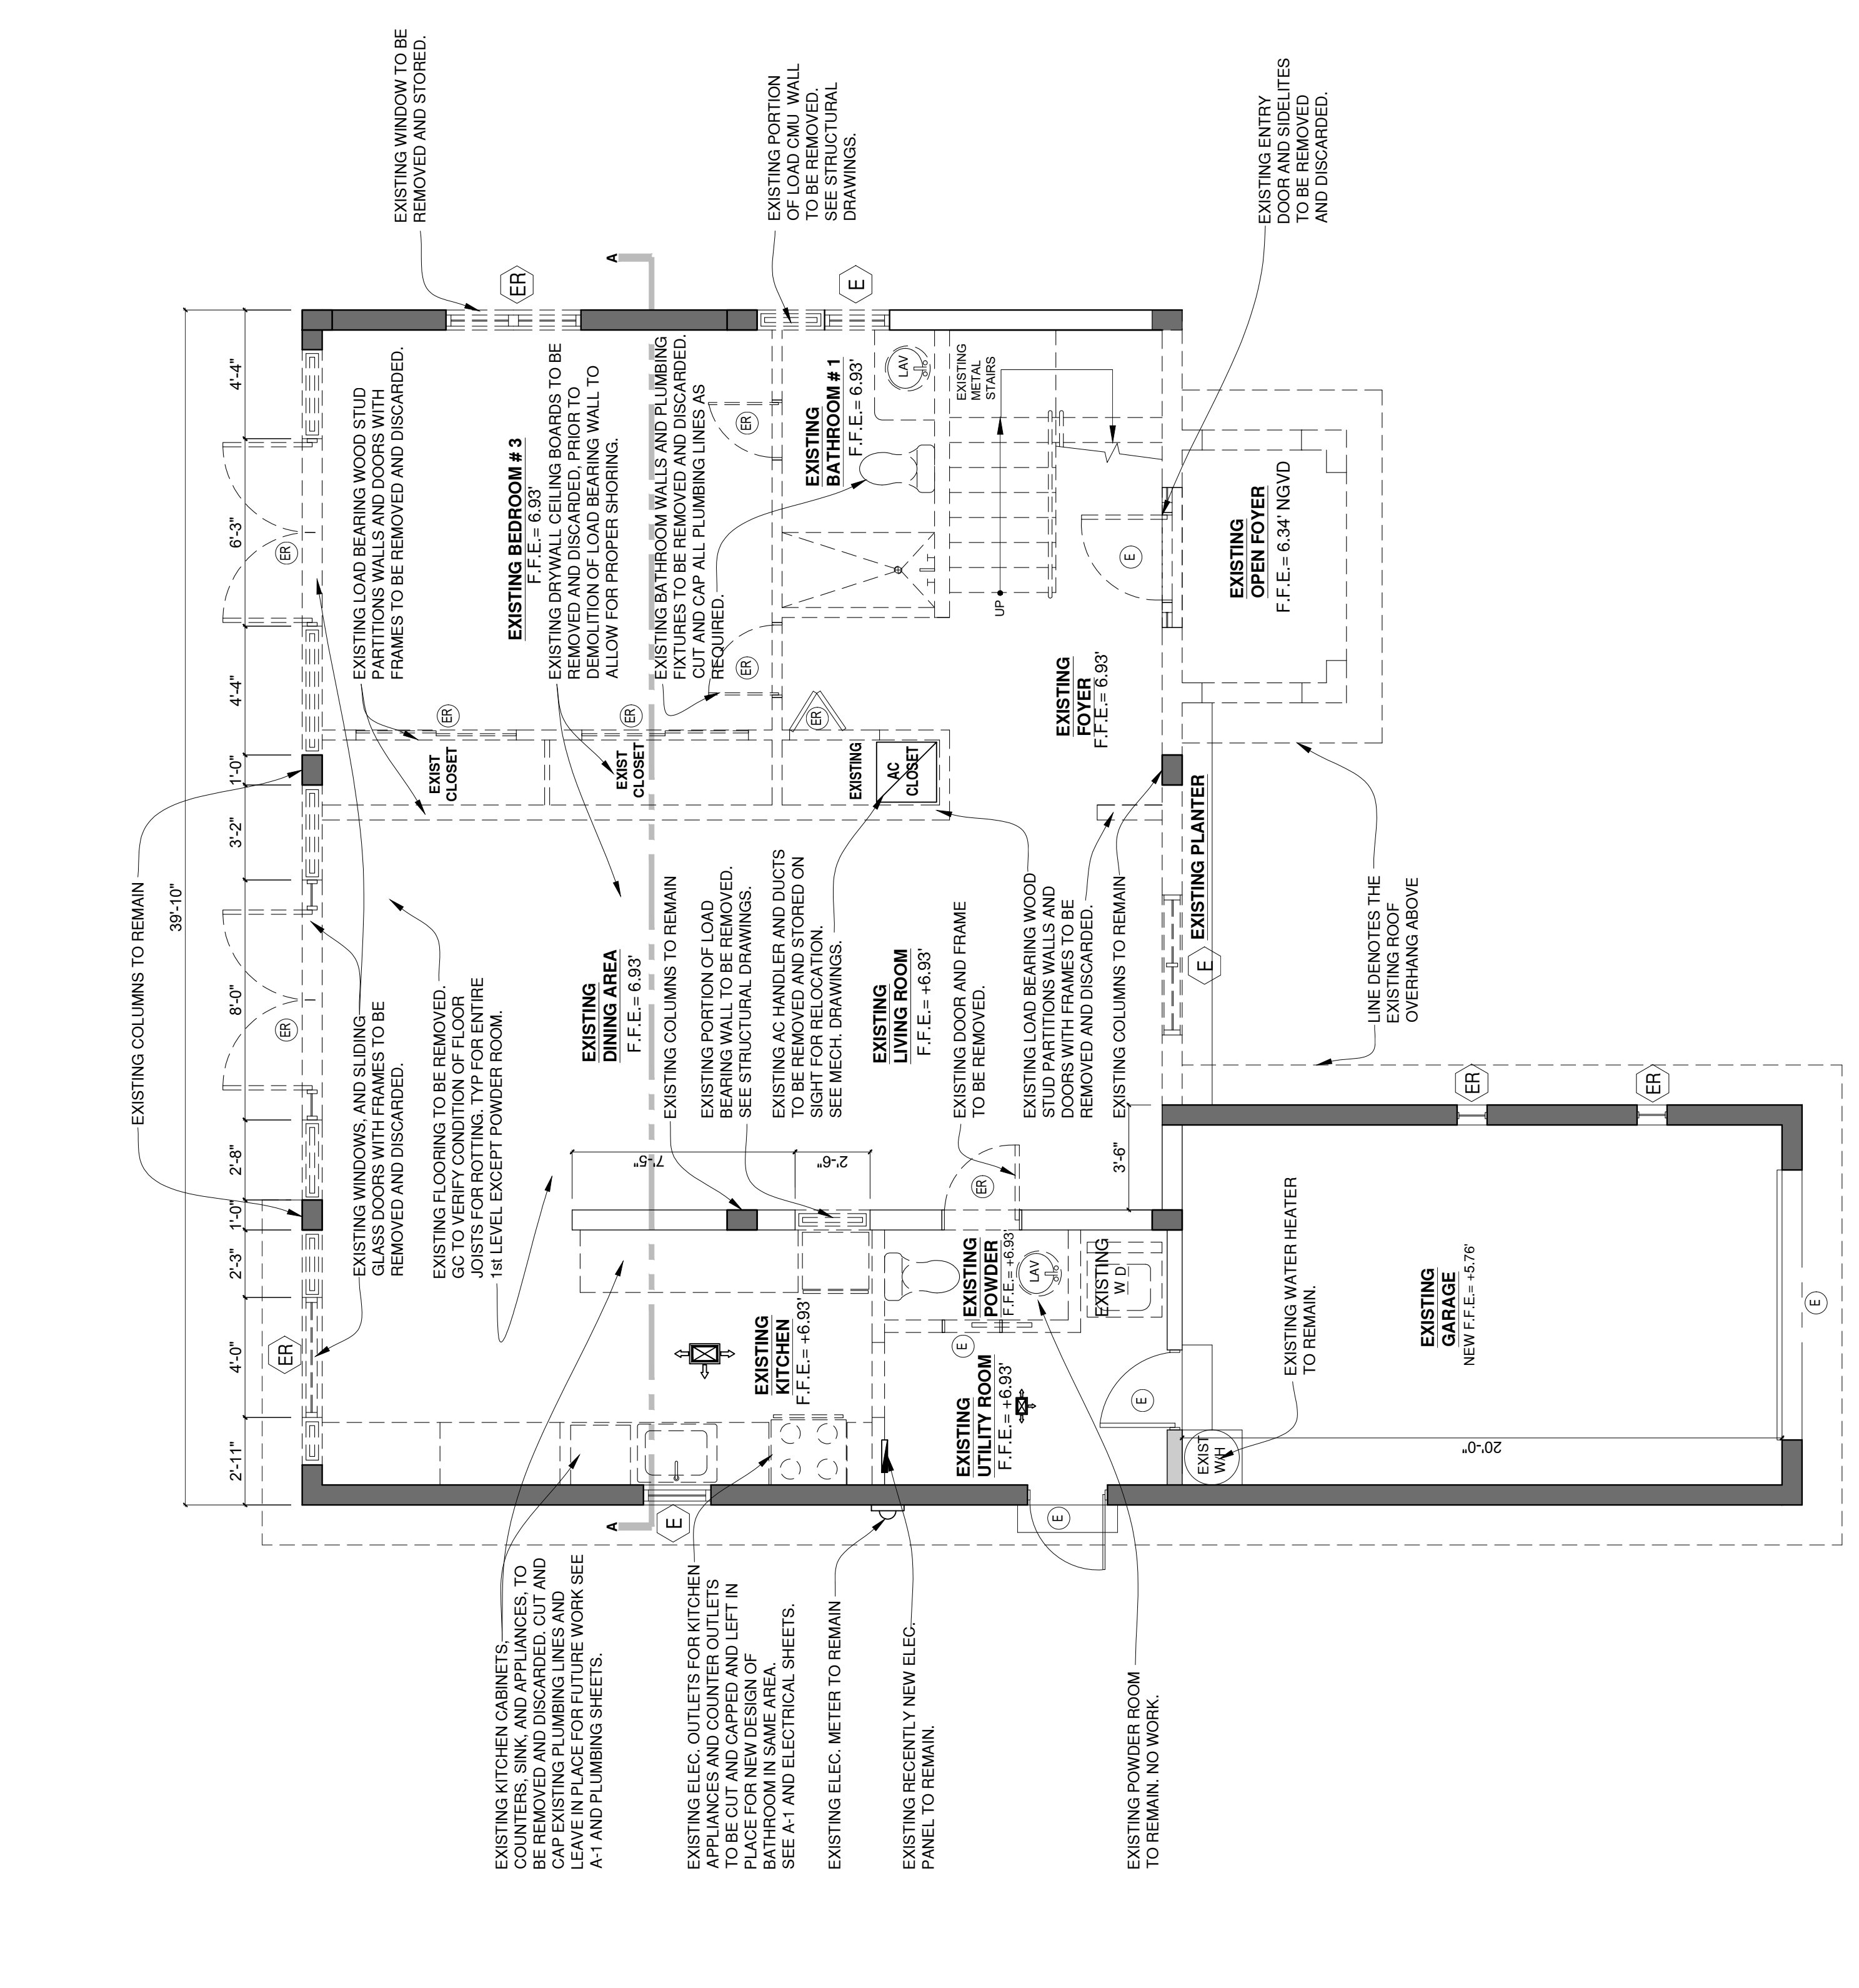 EXISTING WINDOW TO BE
REMOVED AND STORED.
EXISTING PORTION
OF LOAD CMU WALL
TO BE REMOVED.
SEE STRUCTURAL
DRAWINGS.
EXISTING ENTRY
DOOR AND SIDELITES
TO BE REMOVED
AND DISCARDED.
A
ER
E
39'-10"
4'-4"
6'-3"
4'-4"
1'-0"
3'-2"
8'-0"
2'-8"
1'-0"
2'-3"
4'-0"
2'-11"
EXISTING COLUMNS TO REMAIN
ER
ER
ER
EXISTING LOAD BEARING WOOD STUD
PARTITIONS WALLS AND DOORS WITH
FRAMES TO BE REMOVED AND DISCARDED.
EXISTING BEDROOM # 3
F.F.E.= 6.93'
EXISTING DRYWALL CEILING BOARDS TO BE
REMOVED AND DISCARDED, PRIOR TO
DEMOLITION OF LOAD BEARING WALL TO
ALLOW FOR PROPER SHORING.
EXISTING BATHROOM WALLS AND PLUMBING
FIXTURES TO BE REMOVED AND DISCARDED.
CUT AND CAP ALL PLUMBING LINES AS
REQUIRED.
ER
ER
EXISTING
BATHROOM # 1
F.F.E.= 6.93'
LAV
EXISTING
METAL
STAIRS
UP
E
EXISTING
OPEN FOYER
F.F.E.= 6.34' NGVD
EXISTING
FOYER
F.F.E.= 6.93'
ER
ER
ER
EXIST
CLOSET
EXIST
CLOSET
EXISTING
AC
CLOSET
EXISTING PLANTER
E
EXISTING WINDOWS, AND SLIDING
GLASS DOORS WITH FRAMES TO BE
REMOVED AND DISCARDED.
EXISTING FLOORING TO BE REMOVED.
GC TO VERIFY CONDITION OF FLOOR
JOISTS FOR ROTTING. TYP FOR ENTIRE
1st LEVEL EXCEPT POWDER ROOM.
EXISTING
DINING AREA
F.F.E.= 6.93'
EXISTING COLUMNS TO REMAIN
EXISTING PORTION OF LOAD
BEARING WALL TO BE REMOVED.
SEE STRUCTURAL DRAWINGS.
EXISTING AC HANDLER AND DUCTS
TO BE REMOVED AND STORED ON
SIGHT FOR RELOCATION.
SEE MECH. DRAWINGS.
EXISTING
LIVING ROOM
F.F.E.= +6.93'
EXISTING DOOR AND FRAME
TO BE REMOVED.
EXISTING LOAD BEARING WOOD
STUD PARTITIONS WALLS AND
DOORS WITH FRAMES TO BE
REMOVED AND DISCARDED.
EXISTING COLUMNS TO REMAIN
LINE DENOTES THE
EXISTING ROOF
OVERHANG ABOVE
7'-5"
2'-6"
3'-6"
ER
ER
ER
EXISTING
KITCHEN
F.F.E.= +6.93'
EXISTING
POWDER
F.F.E.= +6.93'
LAV
EXISTING
W D
E
EXISTING
UTILITY ROOM
F.F.E.= +6.93'
E
EXISTING WATER HEATER
TO REMAIN.
EXISTING
GARAGE
NEW F.F.E.= +5.76'
20'-0"
EXIST
W/H
E
A
E
E
EXISTING KITCHEN CABINETS,
COUNTERS, SINK, AND APPLIANCES, TO
BE REMOVED AND DISCARDED. CUT AND
CAP EXISTING PLUMBING LINES AND
LEAVE IN PLACE FOR FUTURE WORK SEE
A-1 AND PLUMBING SHEETS.
EXISTING ELEC. OUTLETS FOR KITCHEN
APPLIANCES AND COUNTER OUTLETS
TO BE CUT AND CAPPED AND LEFT IN
PLACE FOR NEW DESIGN OF
BATHROOM IN SAME AREA.
SEE A-1 AND ELECTRICAL SHEETS.
EXISTING ELEC. METER TO REMAIN
EXISTING RECENTLY NEW ELEC.
PANEL TO REMAIN.
EXISTING POWDER ROOM
TO REMAIN. NO WORK.